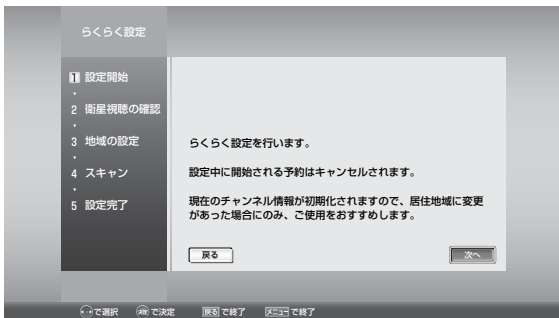 らくらく設定
1 設定開始
2 衛星視聴の確認
3 地域の設定
4 スキャン
5 設定完了
らくらく設定を行います。
設定中に開始される予約はキャンセルされます。
現在のチャンネル情報が初期化されますので、居住地域に変更
があった場合にのみ、ご使用をおすすめします。
戻る 次へ
で選択 で決定 戻る で終了 メニュー で終了